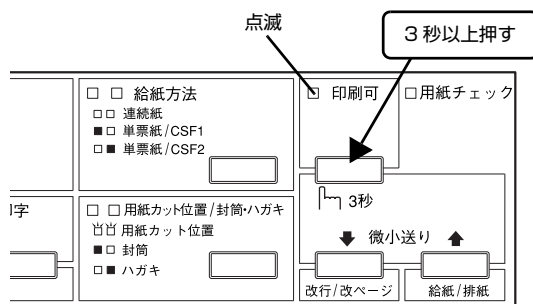 点滅
3秒以上押す
□ □ 給紙方法
□□ 連続紙
■□ 単票紙/CSF1
□■ 単票紙/CSF2
□ 印刷可
□用紙チェック
3秒
字
□ □用紙カット位置/封筒・ハガキ
用紙カット位置
■□ 封筒
□■ ハガキ
微小送り
改行/改ページ
給紙/排紙